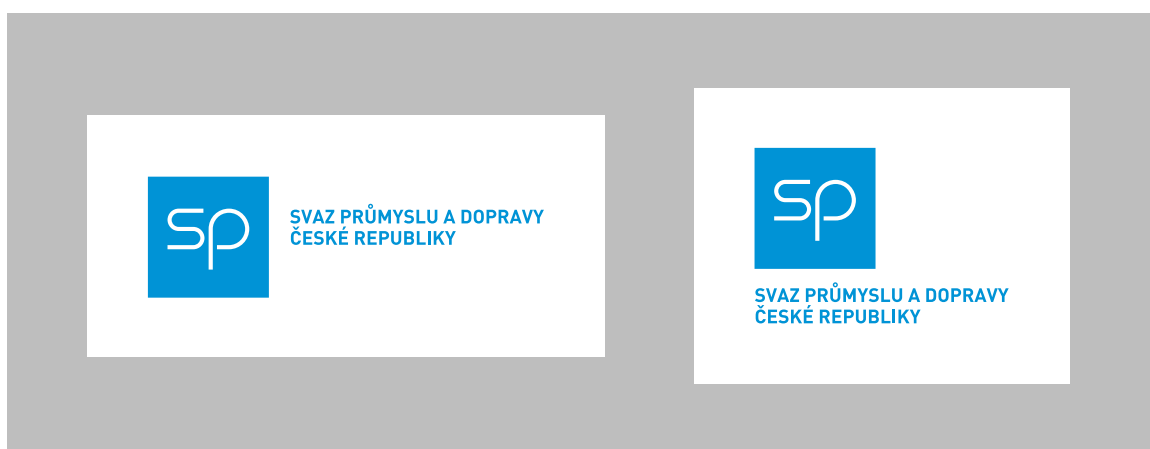 sp
SVAZ PRŮMYSLU A DOPRAVY
ČESKÉ REPUBLIKY
sp
SVAZ PRŮMYSLU A DOPRAVY
ČESKÉ REPUBLIKY